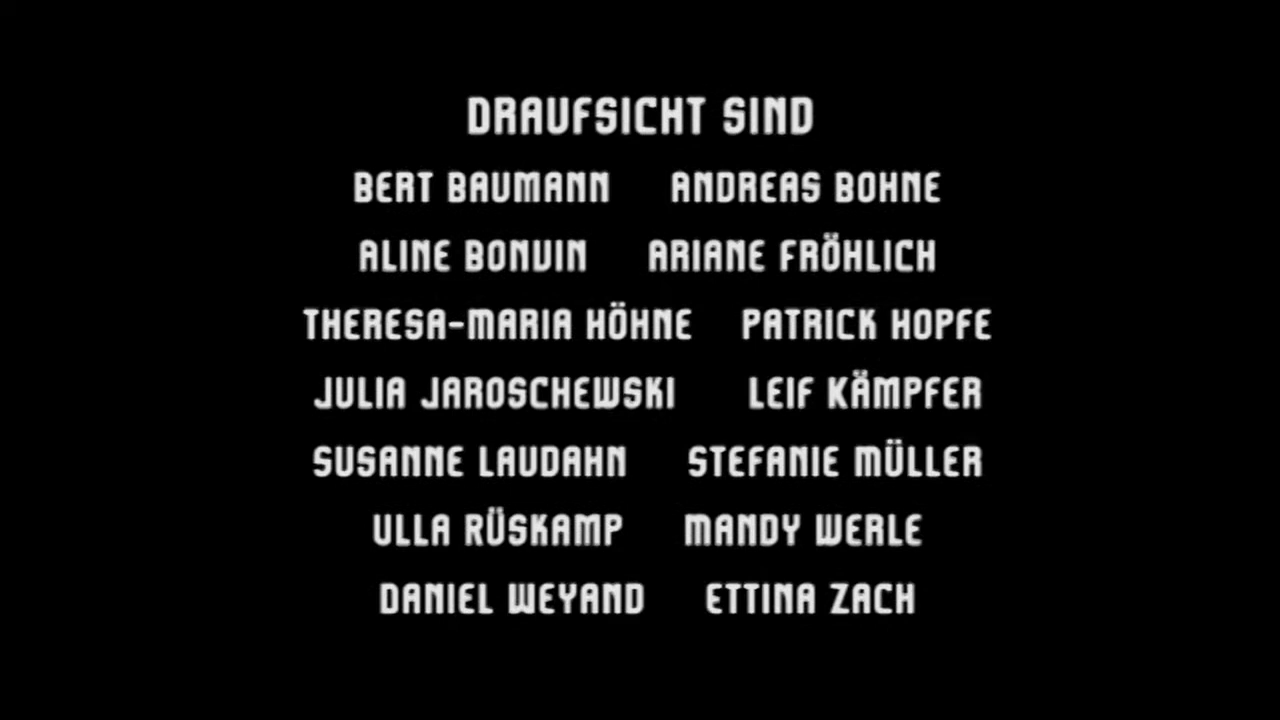 DRAUFSICHT SIND
BERT BAUMANN ANDREAS BOHNE
ALINE BONVIN ARIANE FRÖHLICH
THERESA-MARIA HÖHNE PATRICK HOPFE
JULIA JAROSCHEWSKI LEIF KÄMPFER
SUSANNE LAUDAHN STEFANIE MÜLLER
ULLA RÜSKAMP MANDY WERLE
DANIEL WEYAND ETTINA ZACH